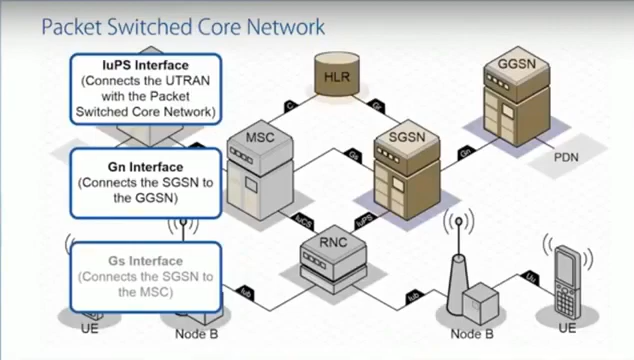 Packet Switched Core Network
IuPS Interface
(Connects the UTRAN
with the Packet
Switched Core Network)
HLR
GGSN
C
Gr
MSC
SGSN
Gs
Gn
PDN
Gn Interface
(Connects the SGSN to
the GGSN)
IuCS
IuPS
RNC
Gs Interface
(Connects the SGSN to
the MSC)
Iub
Iub
Uu
UE
Node B
Node B
UE